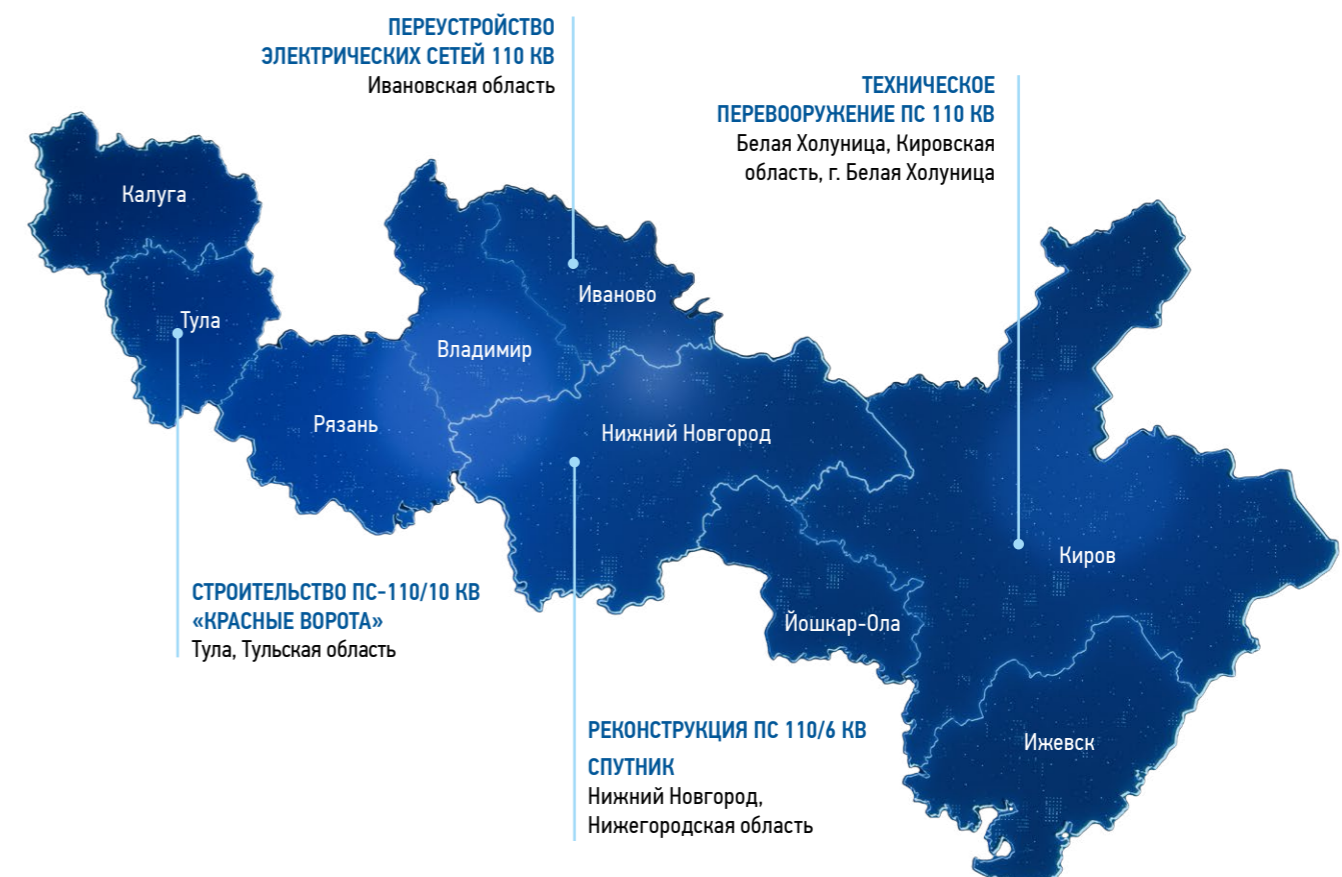 ПЕРЕУСТРОЙСТВО
ЭЛЕКТРИЧЕСКИХ СЕТЕЙ 110 КВ
Ивановская область
ТЕХНИЧЕСКОЕ
ПЕРЕВООРУЖЕНИЕ ПС 110 КВ
Белая Холуница, Кировская
область, г. Белая Холуница
Калуга
Тула
Иваново
Владимир
Рязань
Нижний Новгород
Киров
Йошкар-Ола
Ижевск
СТРОИТЕЛЬСТВО ПС-110/10 КВ
«КРАСНЫЕ ВОРОТА»
Тула, Тульская область
РЕКОНСТРУКЦИЯ ПС 110/6 КВ
СПУТНИК
Нижний Новгород,
Нижегородская область